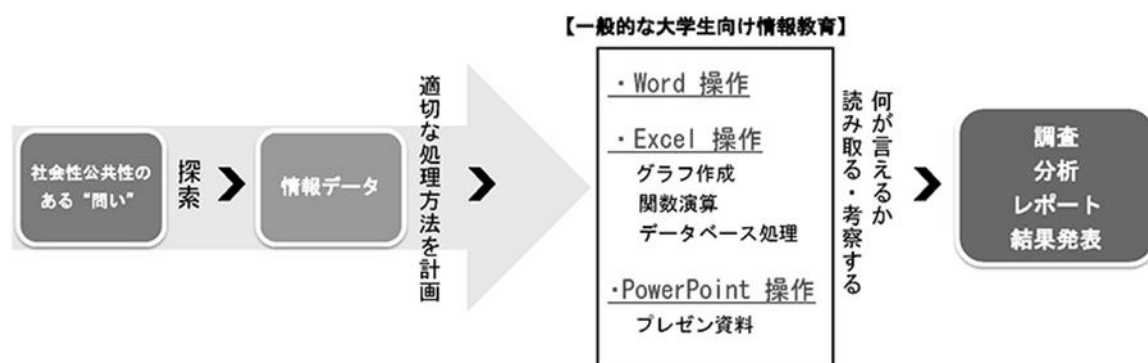 【一般的な大学生向け情報教育】
社会性公共性の
ある“問い”
探索
情報データ
適切な処理方法を計画
・Word 操作
・Excel 操作
グラフ作成
関数演算
データベース処理
・PowerPoint 操作
プレゼン資料
何が言えるか
読み取る・考察する
調査
分析
レポート
結果発表